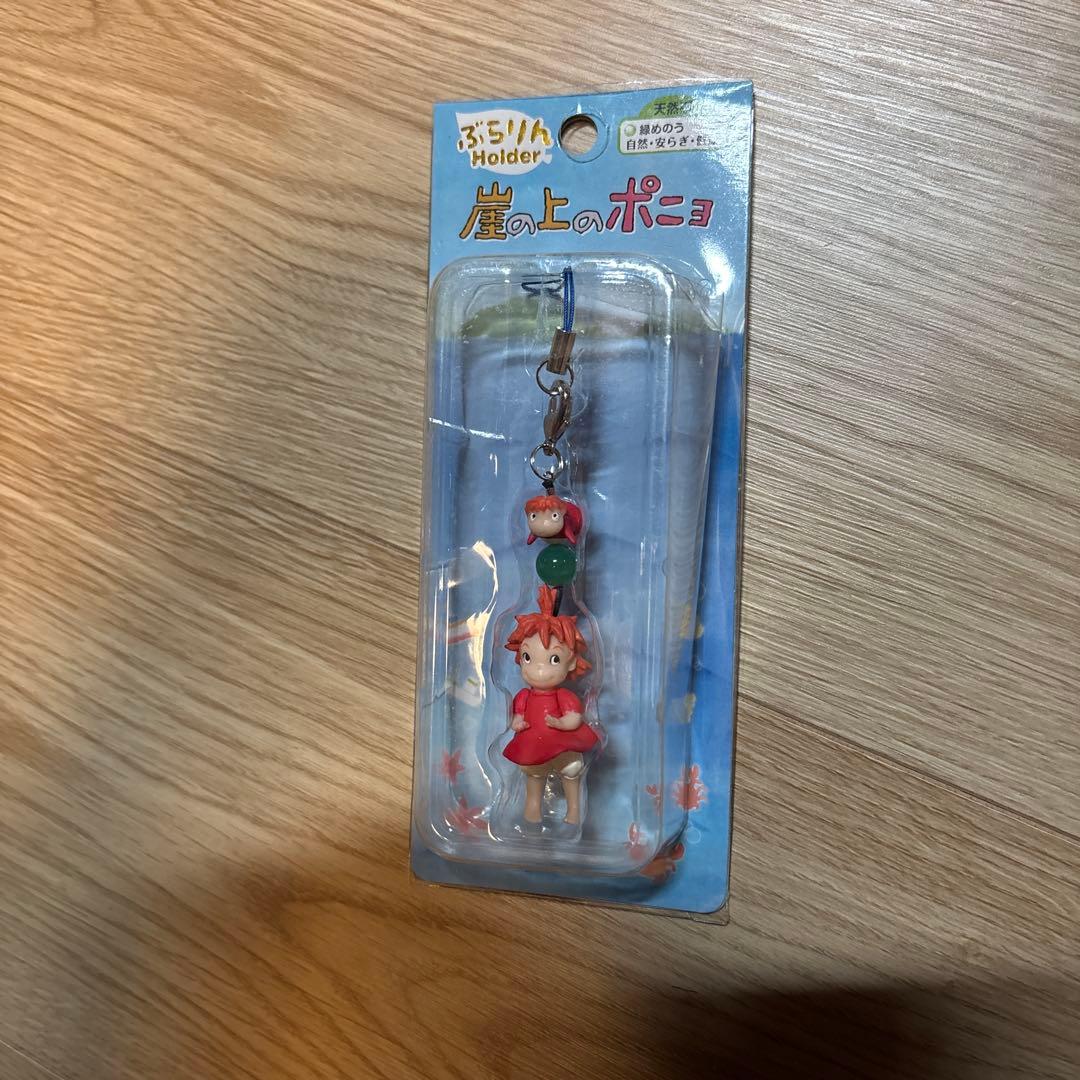 ぶらりん
Holder
天然
緑めのう
自然・安らぎ・
崖の上のポニョ